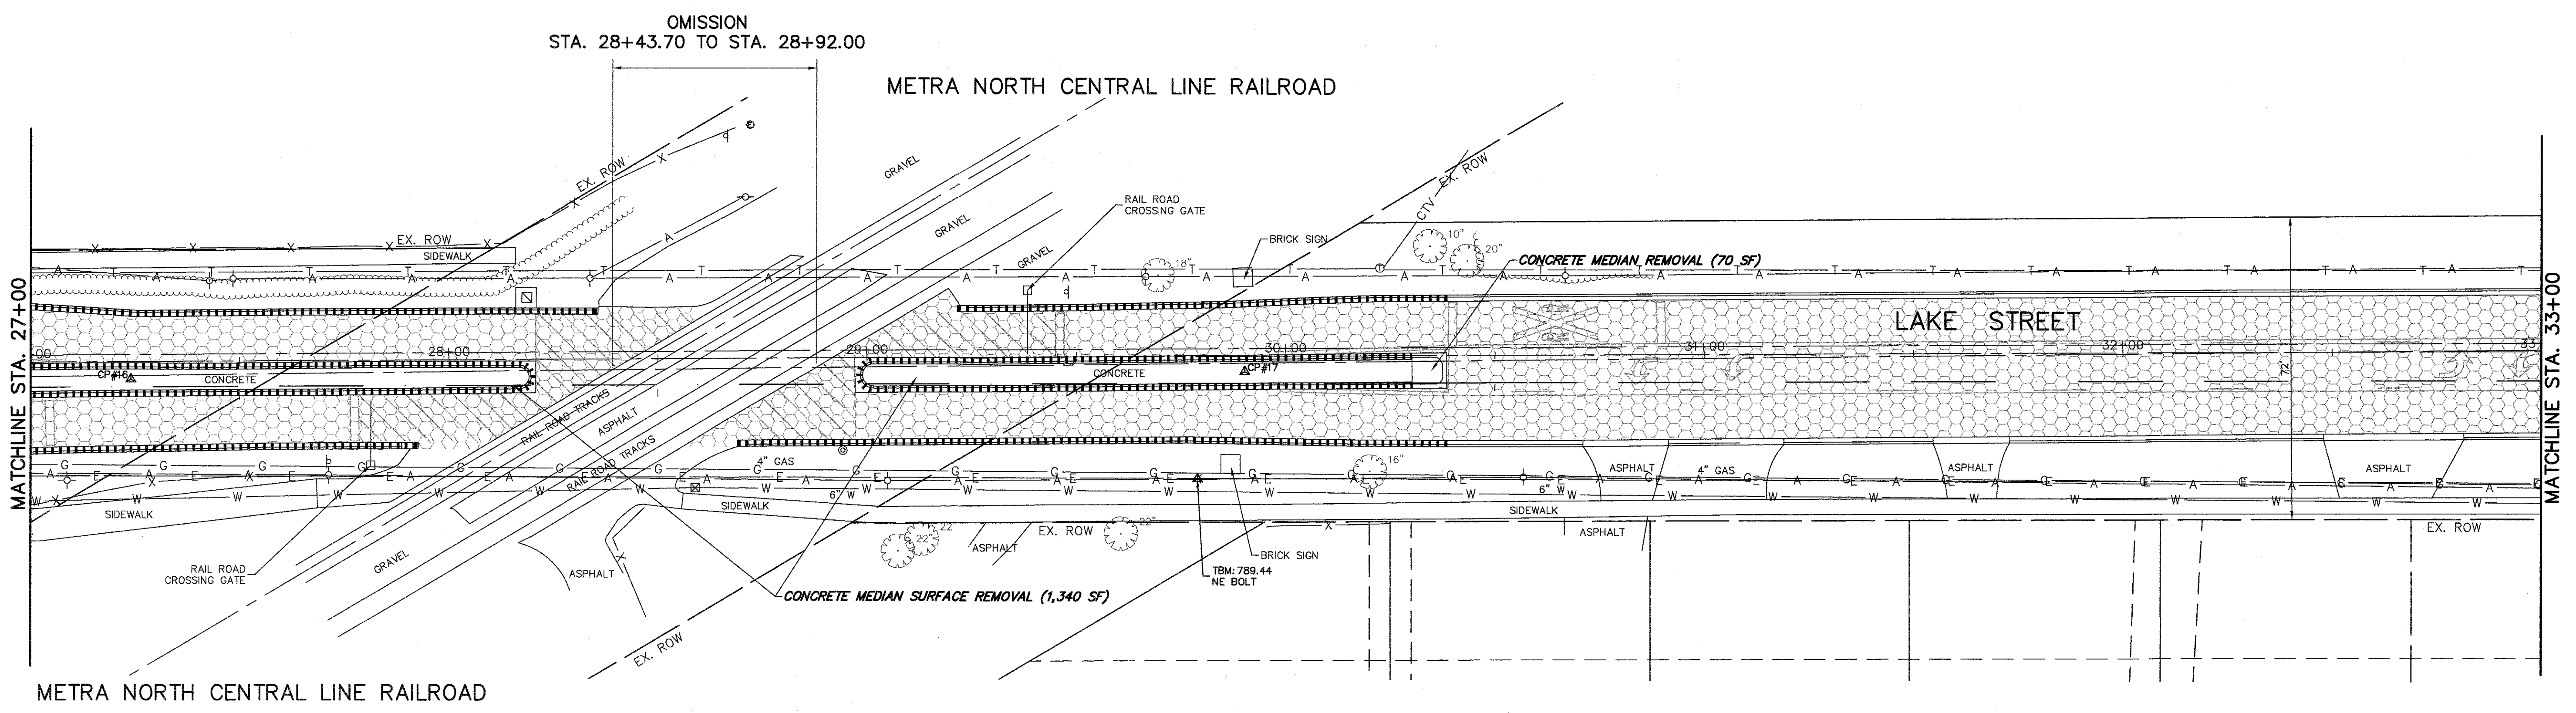 OMISSION
STA. 28+43.70 TO STA. 28+92.00
METRA NORTH CENTRAL LINE RAILROAD
MATCHLINE STA. 27+00
EX. ROW
X
GRAVEL
GRAVEL
GRAVEL
RAIL ROAD
CROSSING GATE
EX. ROW
CTV
10"
20"
BRICK SIGN
18"
CONCRETE MEDIAN REMOVAL (70 SF)
X X X X EX. ROW X
SIDEWALK
A T A T A T A T A T A T
LAKE STREET
00
28+00
29+00
30+00
31+00
32+00
33
CP#16
CONCRETE
CONCRETE
CP#17
72'
MATCHLINE STA. 33+00
RAIL ROAD TRACKS
ASPHALT
RAIL ROAD TRACKS
4" GAS
6" W
16"
ASPHALT
4" GAS
ASPHALT
ASPHALT
6" W
SIDEWALK
SIDEWALK
SIDEWALK
22"
22"
22"
ASPHALT
EX. ROW
X
ASPHALT
EX. ROW
BRICK SIGN
TBM: 789.44
NE BOLT
RAIL ROAD
CROSSING GATE
GRAVEL
ASPHALT
X
CONCRETE MEDIAN SURFACE REMOVAL (1,340 SF)
EX. ROW
METRA NORTH CENTRAL LINE RAILROAD